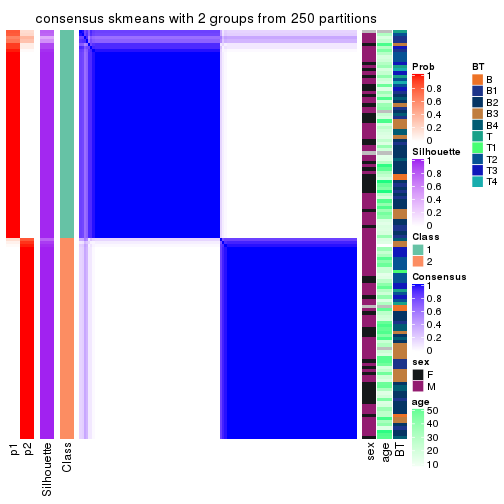 consensus skmeans with 2 groups from 250 partitions
Prob
1
0.8
0.6
0.4
0.2
0
Silhouette
1
0.8
0.6
0.4
0.2
0
Class
1
2
Consensus
1
0.8
0.6
0.4
0.2
0
sex
F
M
age
50
40
30
20
10
BT
B
B1
B2
B3
B4
T
T1
T2
T3
T4
p1
p2
Silhouette
Class
sex
age
BT